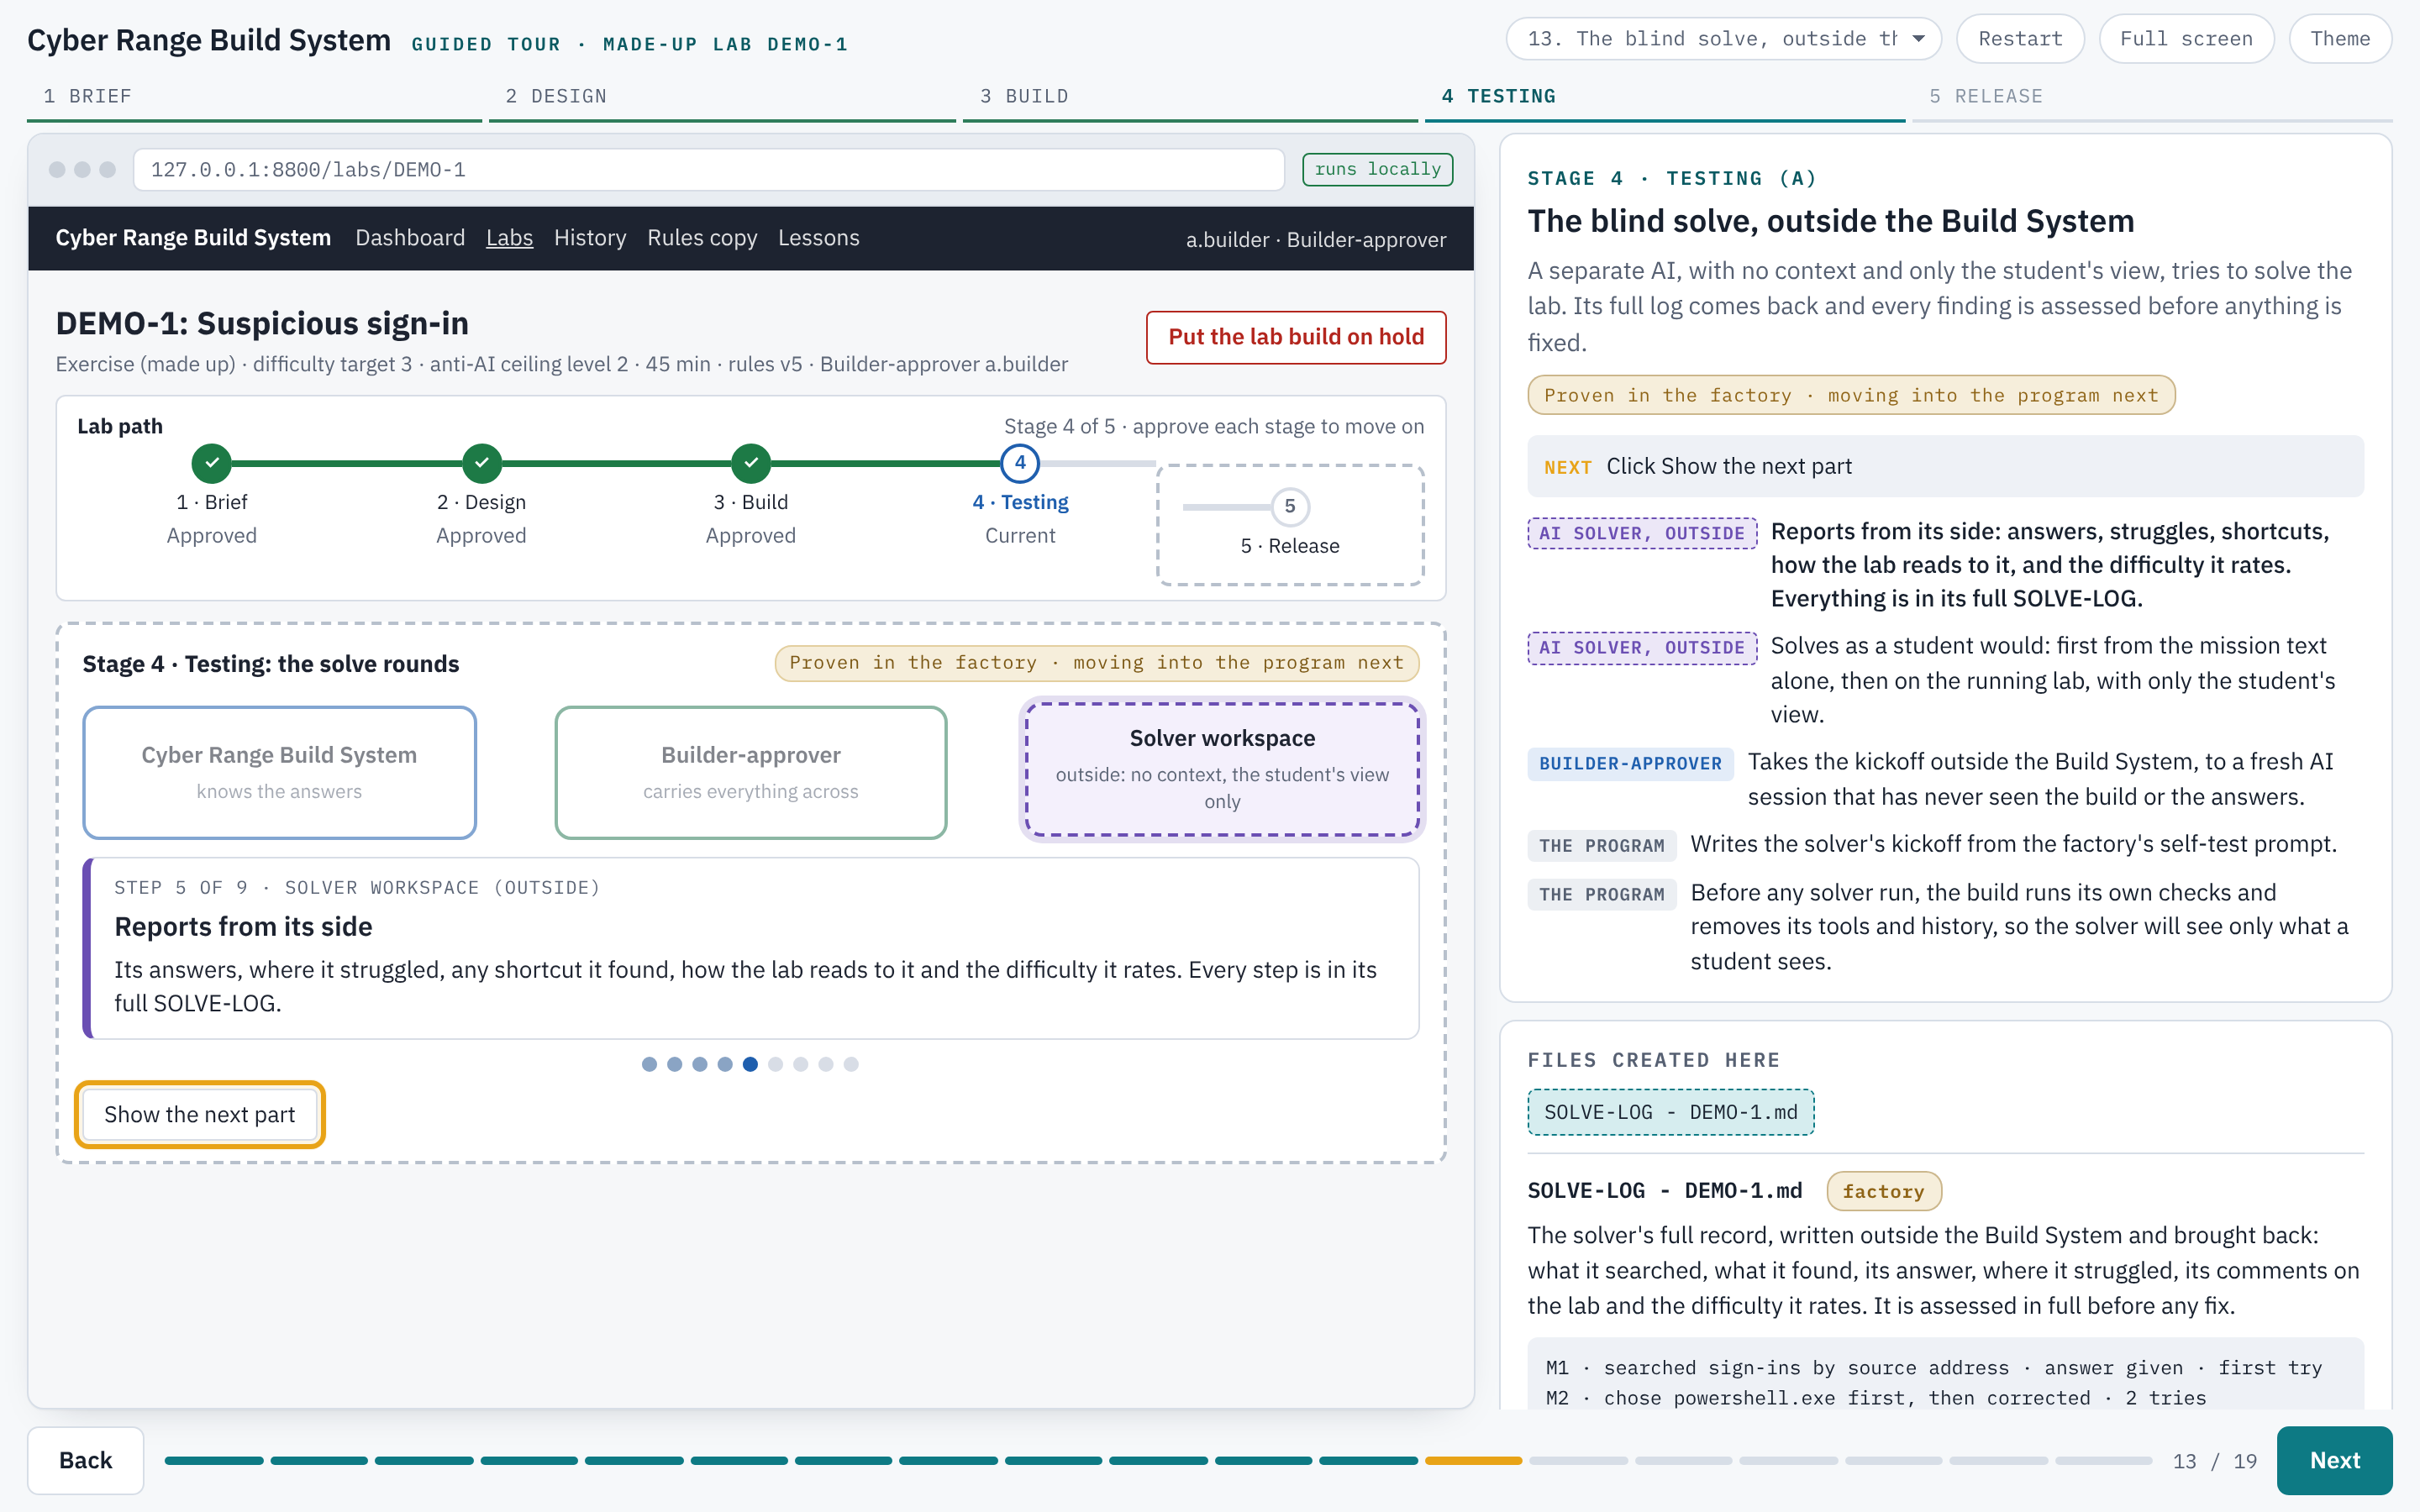 Cyber Range Build System GUIDED TOUR · MADE-UP LAB DEMO-1
13. The blind solve, outside th
Restart
Full screen
Theme
1 BRIEF
2 DESIGN
3 BUILD
4 TESTING
5 RELEASE
127.0.0.1:8800/labs/DEMO-1
runs locally
Cyber Range Build System Dashboard Labs History Rules copy Lessons
a.builder · Builder-approver
DEMO-1: Suspicious sign-in
Exercise (made up) · difficulty target 3 · anti-AI ceiling level 2 · 45 min · rules v5 · Builder-approver a.builder
Put the lab build on hold
Lab path
Stage 4 of 5 · approve each stage to move on
4
5
1 · Brief
Approved
2 · Design
Approved
3 · Build
Approved
4 · Testing
Current
5 · Release
Stage 4 · Testing: the solve rounds
Proven in the factory · moving into the program next
Cyber Range Build System
knows the answers
Builder-approver
carries everything across
Solver workspace
outside: no context, the student's view
only
STEP 5 OF 9 · SOLVER WORKSPACE (OUTSIDE)
Reports from its side
Its answers, where it struggled, any shortcut it found, how the lab reads to it and the difficulty it rates. Every step is in its
full SOLVE-LOG.
Show the next part
STAGE 4 · TESTING (A)
The blind solve, outside the Build System
A separate AI, with no context and only the student's view, tries to solve the
lab. Its full log comes back and every finding is assessed before anything is
fixed.
Proven in the factory · moving into the program next
NEXT Click Show the next part
AI SOLVER, OUTSIDE Reports from its side: answers, struggles, shortcuts,
how the lab reads to it, and the difficulty it rates.
Everything is in its full SOLVE-LOG.
AI SOLVER, OUTSIDE Solves as a student would: first from the mission text
alone, then on the running lab, with only the student's
view.
BUILDER-APPROVER Takes the kickoff outside the Build System, to a fresh AI
session that has never seen the build or the answers.
THE PROGRAM Writes the solver's kickoff from the factory's self-test prompt.
THE PROGRAM Before any solver run, the build runs its own checks and
removes its tools and history, so the solver will see only what a
student sees.
FILES CREATED HERE
SOLVE-LOG - DEMO-1.md
SOLVE-LOG - DEMO-1.md factory
The solver's full record, written outside the Build System and brought back:
what it searched, what it found, its answer, where it struggled, its comments on
the lab and the difficulty it rates. It is assessed in full before any fix.
M1 · searched sign-ins by source address · answer given · first try
M2 · chose powershell.exe first, then corrected · 2 tries
Back
13 / 19
Next